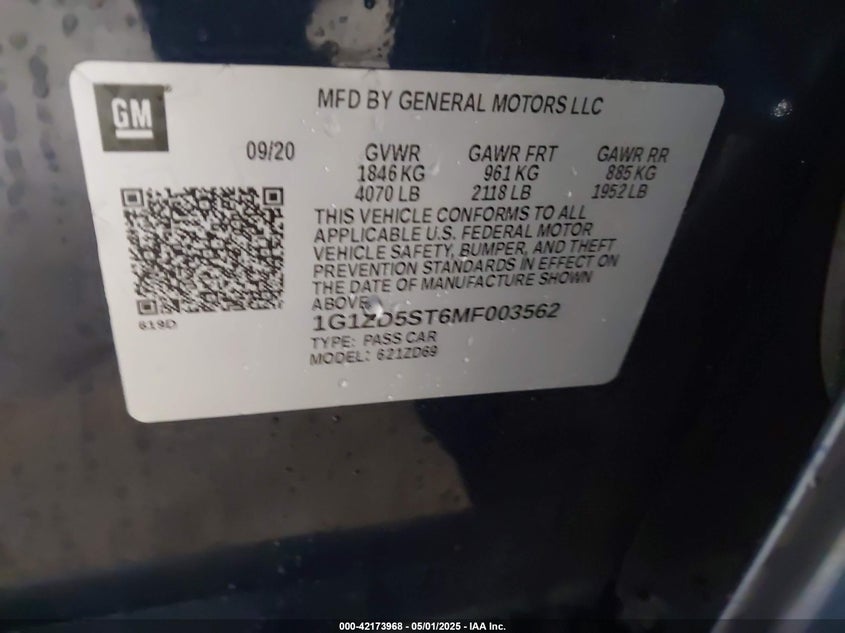 GM
MFD BY GENERAL MOTORS LLC
09/20 GVWR GAWR FRT GAWR RR
1846 KG 961 KG 885 KG
4070 LB 2118 LB 1952 LB
THIS VEHICLE CONFORMS TO ALL
APPLICABLE U.S. FEDERAL MOTOR
VEHICLE SAFETY, BUMPER, AND THEFT
PREVENTION STANDARDS IN EFFECT ON
THE DATE OF MANUFACTURE SHOWN
ABOVE.
619D
1G1ZD5ST6MF003562
TYPE: PASS CAR
MODEL: 621ZD69
000-42173968 - 05/01/2025 - IAA Inc.